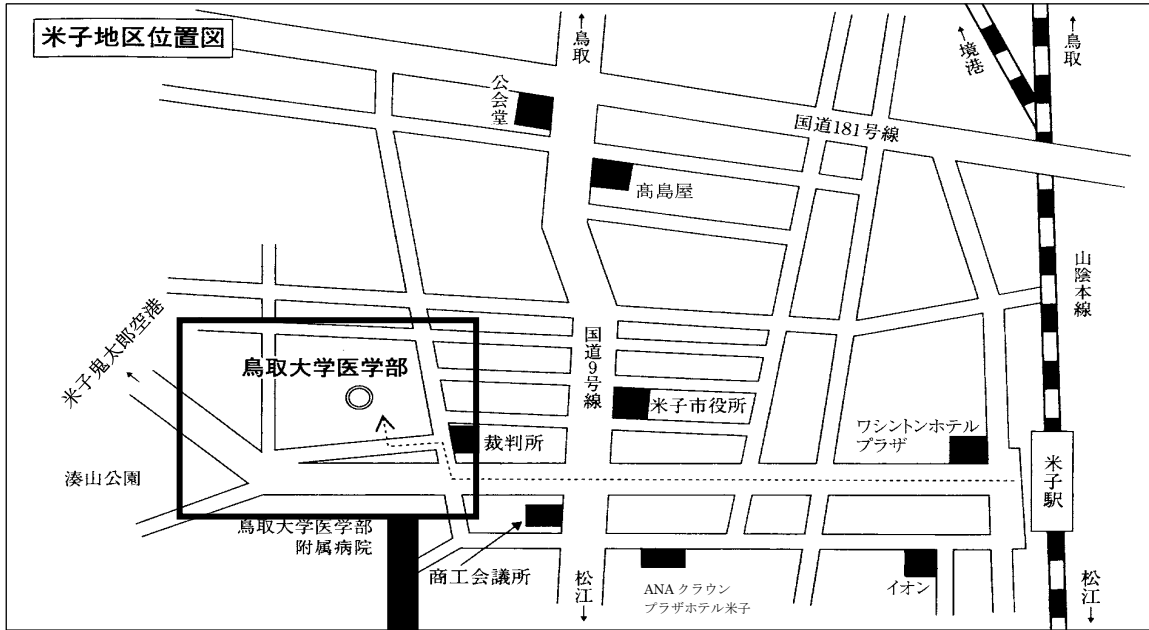 米子地区位置図
↑鳥取
←境港
↑鳥取
公会堂
国道181号線
髙島屋
山陰本線
米子鬼太郎空港
鳥取大学医学部
国道9号線
米子市役所
裁判所
ワシントンホテル
プラザ
湊山公園
米子駅
鳥取大学医学部
附属病院
商工会議所
松江↓
ANAクラウン
プラザホテル米子
イオン
松江↓